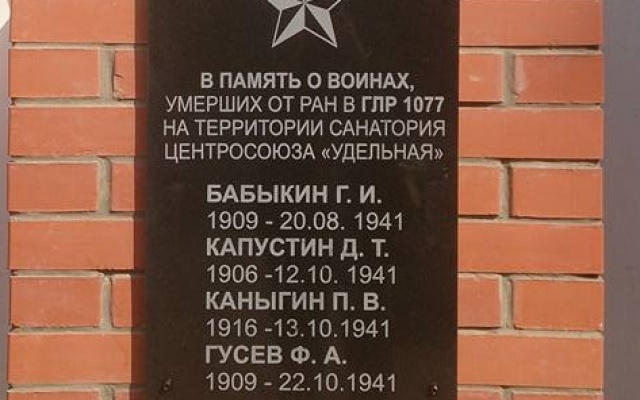 В ПАМЯТЬ О ВОИНАХ,
УМЕРШИХ ОТ РАН В ГЛР 1077
НА ТЕРРИТОРИИ САНАТОРИЯ
ЦЕНТРОСОЮЗА «УДЕЛЬНАЯ»
БАБЫКИН Г. И.
1909 - 20.08. 1941
КАПУСТИН Д. Т.
1906 -12.10. 1941
КАНЫГИН П. В.
1916 -13.10.1941
ГУСЕВ Ф. А.
1909 - 22.10.1941